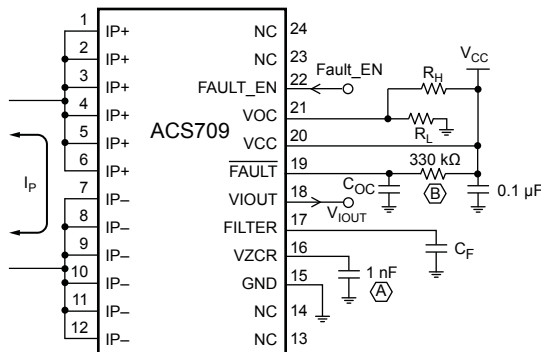 1 IP+ NC 24
2 IP+ NC 23
3 IP+ FAULT_EN 22 Fault_EN
4 IP+ VOC 21
5 IP+ VCC 20
6 IP+ FAULT 19
7 IP– VIOUT 18
8 IP– FILTER 17
9 IP– VZCR 16
10 IP– GND 15
11 IP– NC 14
12 IP– NC 13
ACS709
IP
VCC
RH
RL
330 kΩ
B
COC
0.1 µF
VIOUT
CF
1 nF
A